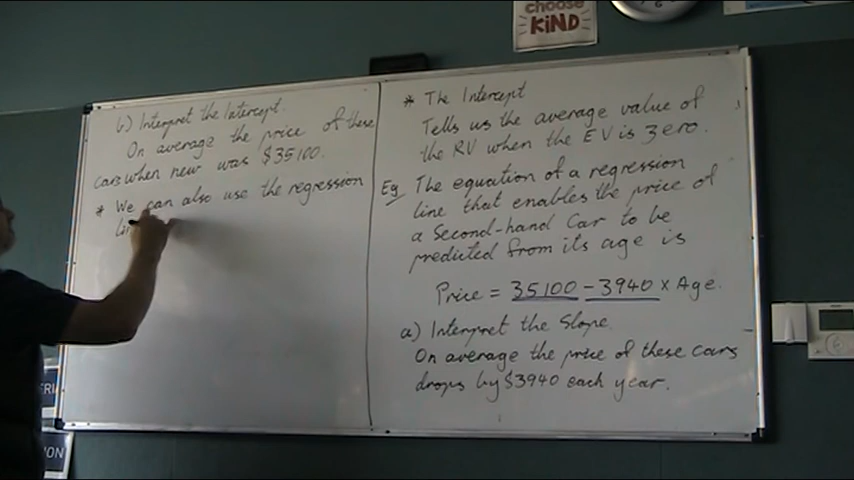 choose
KiND
b) Interpret the Intercept.
On average the price of these
cars when new was $35100.
* We can also use the regression
lin
* The Intercept
Tells us the average value of
the RV when the EV is zero.
Eg The equation of a regression
line that enables the price of
a Second-hand Car to be
predicted from its age is
Price = 35100 - 3940 x Age.
a) Interpret the Slope.
On average the price of these cars
drops by $3940 each year.